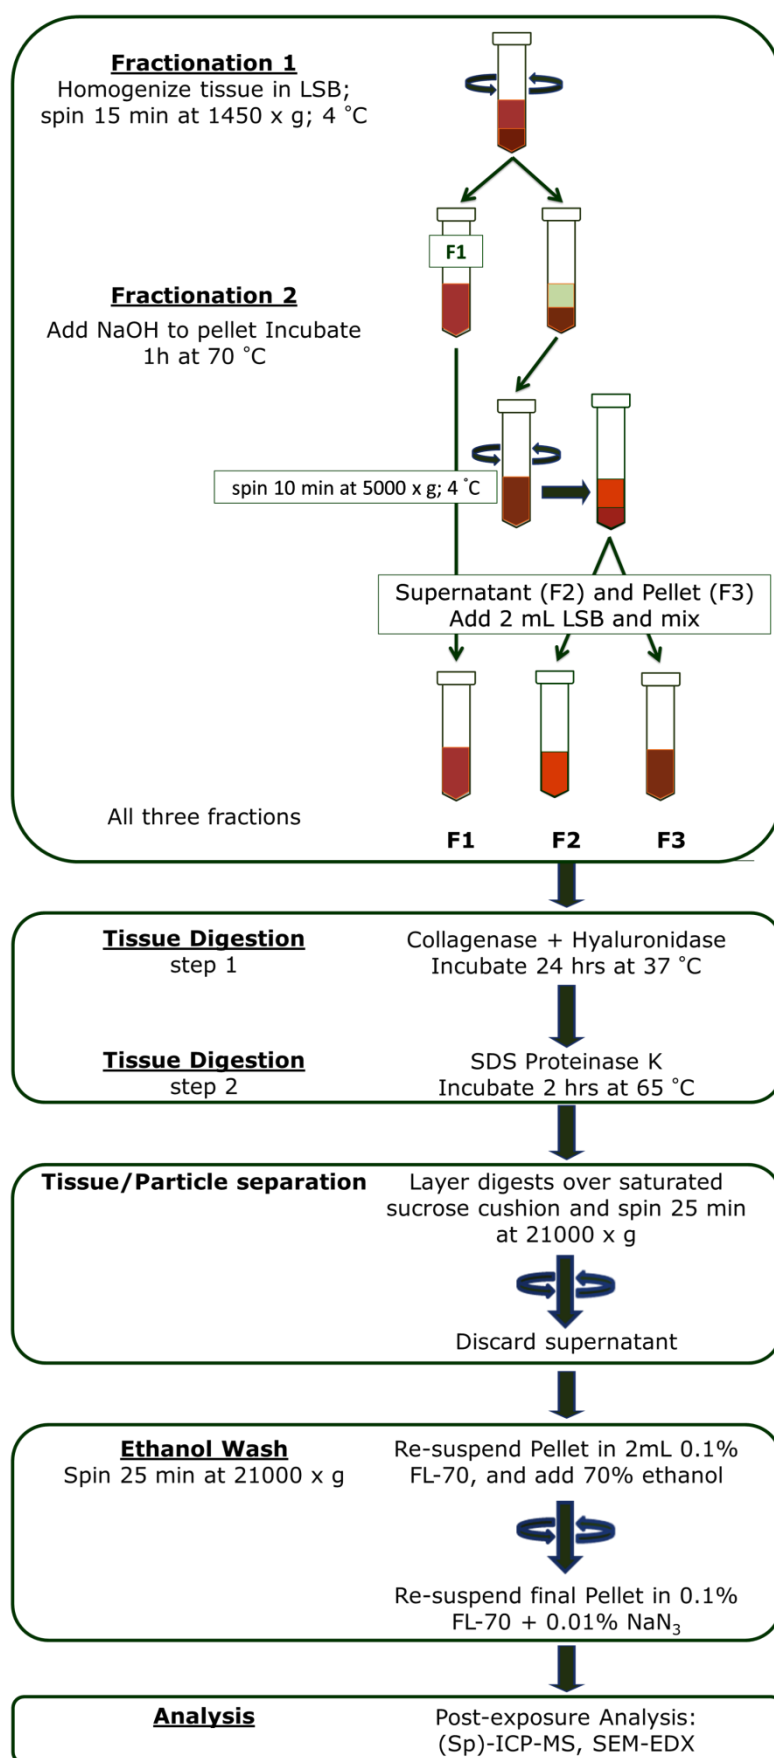 Fractionation 1
Homogenize tissue in LSB;
spin 15 min at 1450 x g; 4 °C
F1
Fractionation 2
Add NaOH to pellet Incubate
1h at 70 °C
spin 10 min at 5000 x g; 4 °C
Supernatant (F2) and Pellet (F3)
Add 2 mL LSB and mix
All three fractions
F1 F2 F3
Tissue Digestion
step 1
Collagenase + Hyaluronidase
Incubate 24 hrs at 37 °C
Tissue Digestion
step 2
SDS Proteinase K
Incubate 2 hrs at 65 °C
Tissue/Particle separation
Layer digests over saturated
sucrose cushion and spin 25 min
at 21000 x g
Discard supernatant
Ethanol Wash
Spin 25 min at 21000 x g
Re-suspend Pellet in 2mL 0.1%
FL-70, and add 70% ethanol
Re-suspend final Pellet in 0.1%
FL-70 + 0.01% NaN₃
Analysis
Post-exposure Analysis:
(Sp)-ICP-MS, SEM-EDX